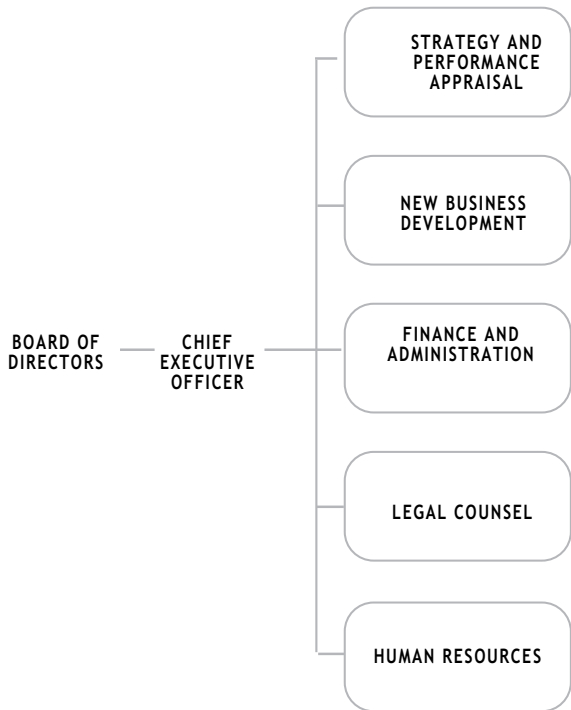 STRATEGY AND
PERFORMANCE
APPRAISAL
NEW BUSINESS
DEVELOPMENT
BOARD OF
DIRECTORS
CHIEF
EXECUTIVE
OFFICER
FINANCE AND
ADMINISTRATION
LEGAL COUNSEL
HUMAN RESOURCES